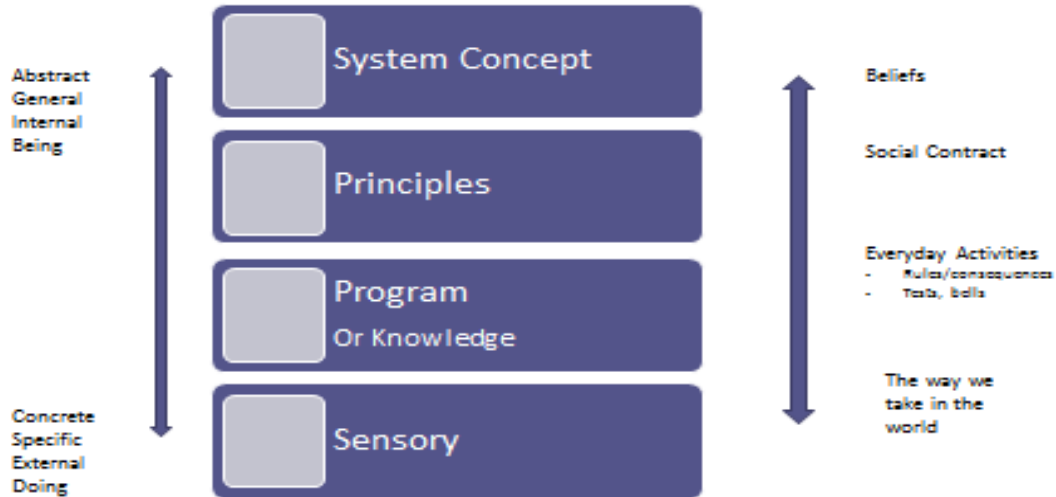 Abstract
General
Internal
Being
Concrete
Specific
External
Doing
System Concept
Principles
Program
Or Knowledge
Sensory
Beliefs
Social Contract
Everyday Activities
- Rules/consequences
- Tests, bells
The way we
take in the
world